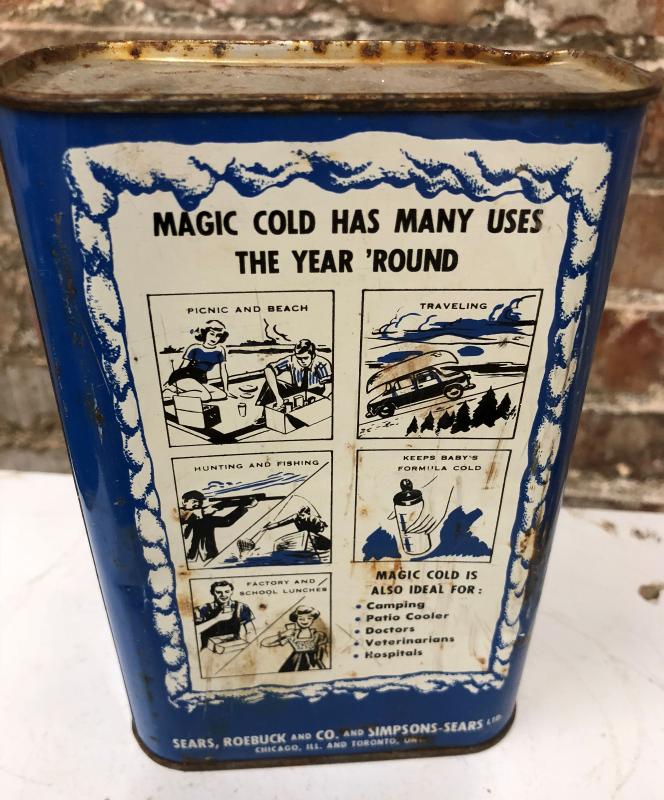 MAGIC COLD HAS MANY USES
THE YEAR 'ROUND
PICNIC AND BEACH
TRAVELING
HUNTING AND FISHING
KEEPS BABY'S
FORMULA COLD
FACTORY AND
SCHOOL LUNCHES
MAGIC COLD IS
ALSO IDEAL FOR:
• Camping
• Patio Cooler
• Doctors
• Veterinarians
• Hospitals
SEARS, ROEBUCK AND CO. AND SIMPSONS-SEARS LTD.
CHICAGO, ILL. AND TORONTO, ONT.